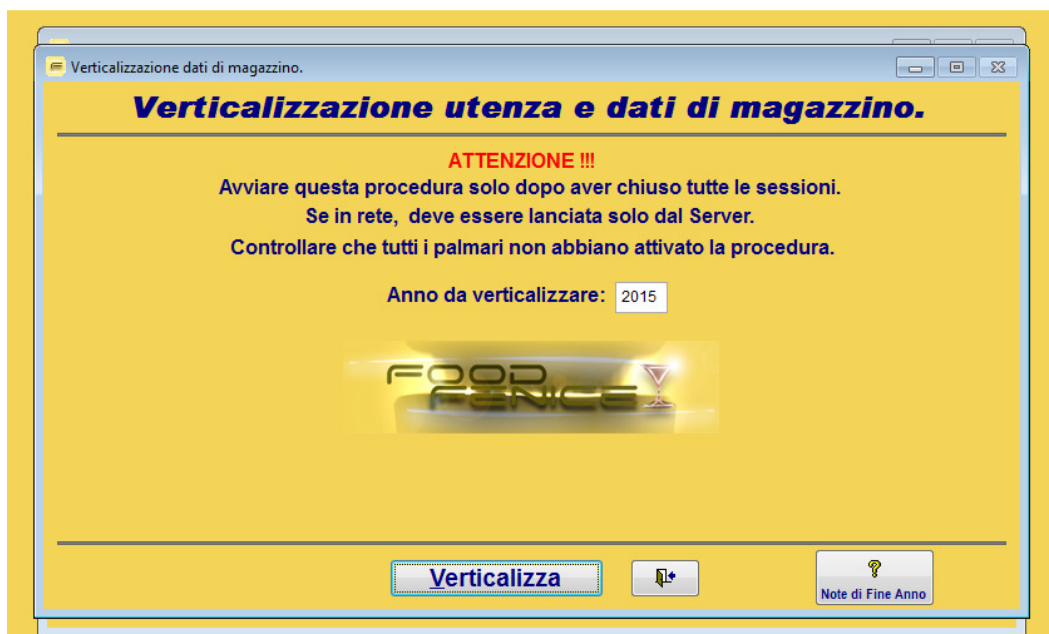 Verticalizzazione dati di magazzino.
Verticalizzazione utenza e dati di magazzino.
ATTENZIONE !!!
Avviare questa procedura solo dopo aver chiuso tutte le sessioni.
Se in rete, deve essere lanciata solo dal Server.
Controllare che tutti i palmari non abbiano attivato la procedura.
Anno da verticalizzare: 2015
FOOD
FENICE
Verticalizza
?
Note di Fine Anno